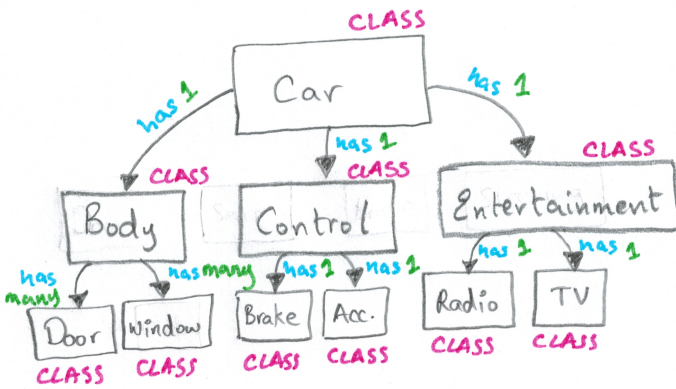 CLASS
Car
has 1
has 1
has 1
CLASS
CLASS
CLASS
Body
Control
Entertainment
has many
has many
has 1
has 1
has 1
has 1
Door
Window
Brake
Acc.
Radio
TV
CLASS
CLASS
CLASS
CLASS
CLASS
CLASS